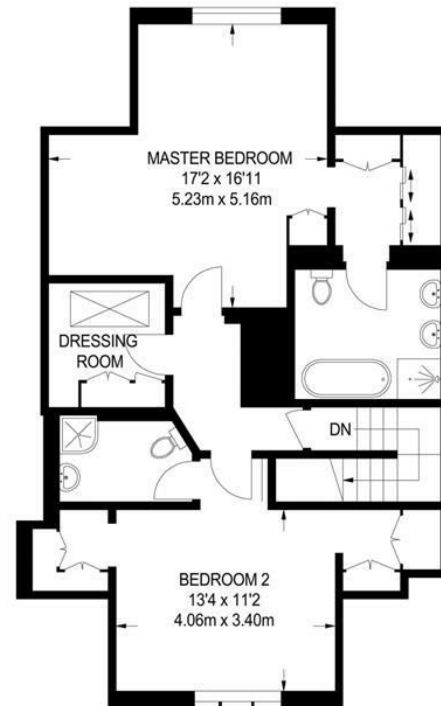 MASTER BEDROOM
17'2 x 16'11
5.23m x 5.16m
DRESSING
ROOM
DN
BEDROOM 2
13'4 x 11'2
4.06m x 3.40m